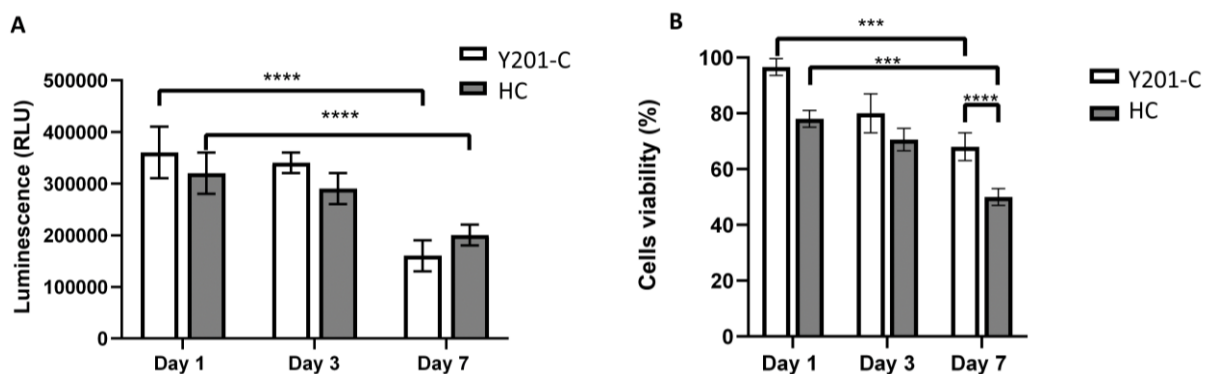 A
Y201-C
HC
****
****
Luminescence (RLU)
500000
400000
300000
200000
100000
0
Day 1 Day 3 Day 7
B
***
***
****
Y201-C
HC
Cells viability (%)
100
80
60
40
20
0
Day 1 Day 3 Day 7